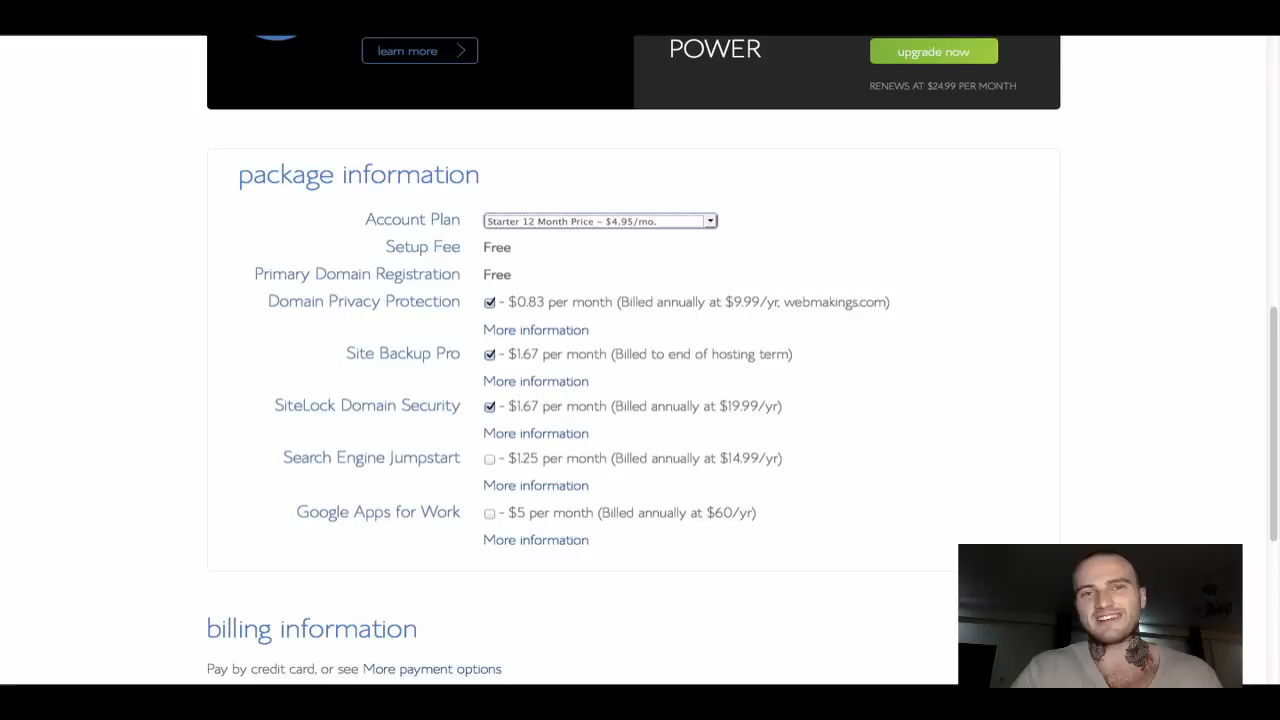 learn more
POWER
upgrade now
RENEWS AT $24.99 PER MONTH
package information
Account Plan Starter 12 Month Price - $4.95/mo.
Setup Fee Free
Primary Domain Registration Free
Domain Privacy Protection - $0.83 per month (Billed annually at $9.99/yr, webmakings.com)
More information
Site Backup Pro - $1.67 per month (Billed to end of hosting term)
More information
SiteLock Domain Security - $1.67 per month (Billed annually at $19.99/yr)
More information
Search Engine Jumpstart - $1.25 per month (Billed annually at $14.99/yr)
More information
Google Apps for Work - $5 per month (Billed annually at $60/yr)
More information
billing information
Pay by credit card, or see More payment options